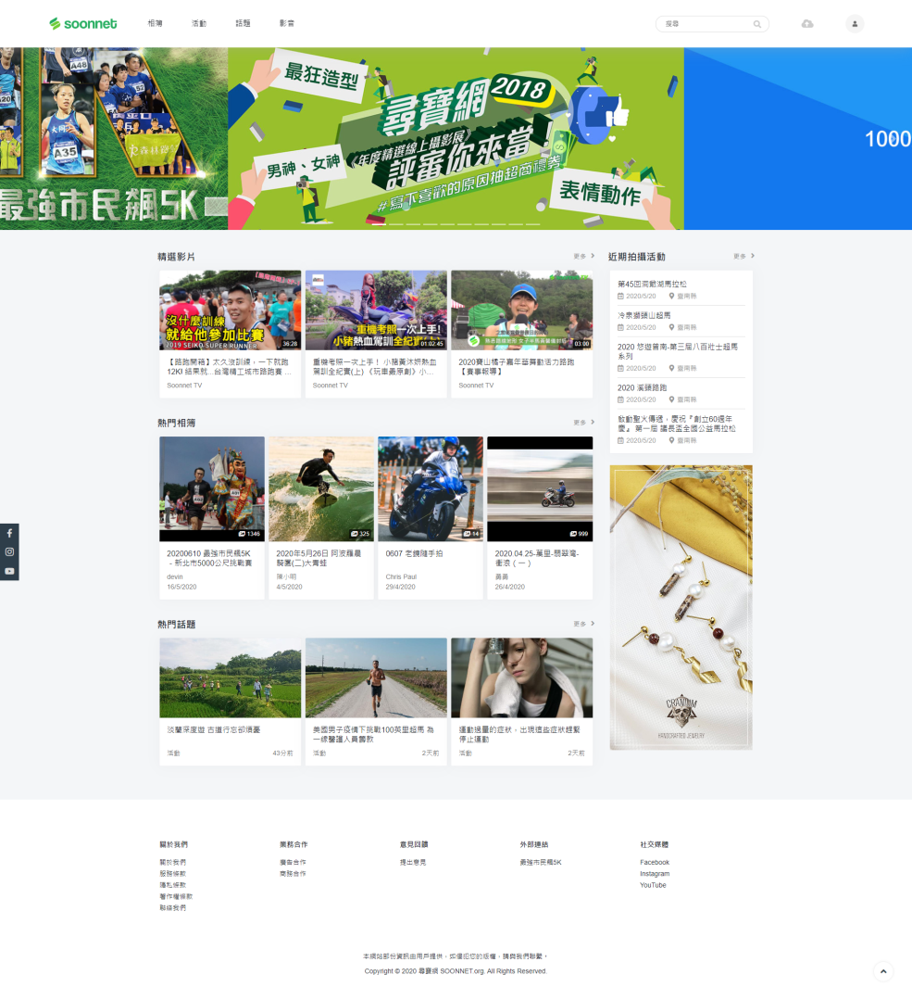 soonnet
相簿
活動
話題
影音
搜尋
A48
A20
A35
森林跑
最強市民飆5K
最狂造型
尋寶網 2018
《年度精選線上攝影展》
評審你來當！
#寫下喜歡的原因抽超商禮券
男神、女神
表情動作
1000
精選影片
更多
沒什麼訓練
就給他參加比賽
2019 SEIKO SUPER RUNNER
36:28
【路跑開箱】太久沒訓練，一下就跑
12K! 結果就...台灣精工城市路跑賽 ...
Soonnet TV
重機考照一次上手!
小豬熱血駕訓全紀實
01:02:45
重機考照一次上手！ 小豬黃沐妍熱血
駕訓全紀實(上) 《玩車最原創》小...
Soonnet TV
03:00
2020寶山橘子嘉年華舞動活力路跑
【賽事報導】
Soonnet TV
近期拍攝活動
更多
第45回洞爺湖馬拉松
2020/5/20
臺南縣
冷泉獅頭山超馬
2020/5/20
臺南縣
2020 悠遊曾南-第三屆八百壯士超馬
系列
2020/5/20
臺南縣
2020 溪頭路跑
2020/5/20
臺南縣
啟動聖火傳遞，慶祝『創立60週年
慶』 第一屆 議長盃全國公益馬拉松
2020/5/20
臺南縣
熱門相簿
更多
1346
20200610 最強市民飆5K
- 新北市5000公尺挑戰賽
devin
16/5/2020
325
2020年5月26日 阿波羅晨
騎團(二)大青蛙
陳小明
4/5/2020
14
0607 老鏡隨手拍
Chris Paul
29/4/2020
999
2020.04.25-萬里-翡翠灣-
衝浪（一）
勇勇
26/4/2020
CRANIUM
HANDCRAFTED JEWELRY
熱門話題
更多
淡蘭深度遊 古道行忘卻煩憂
活動
43分前
美國男子疫情下挑戰100英里超馬 為
一線醫護人員募款
活動
2天前
運動過量的症狀，出現這些症狀趕緊
停止運動
活動
2天前
關於我們
關於我們
服務條款
隱私條款
著作權條款
聯絡我們
業務合作
廣告合作
商務合作
意見回饋
提出意見
外部連結
最強市民飆5K
社交媒體
Facebook
Instagram
YouTube
本網站部份資訊由用戶提供，如侵犯您的版權，請與我們聯繫。
Copyright © 2020 尋寶網 SOONNET.org. All Rights Reserved.